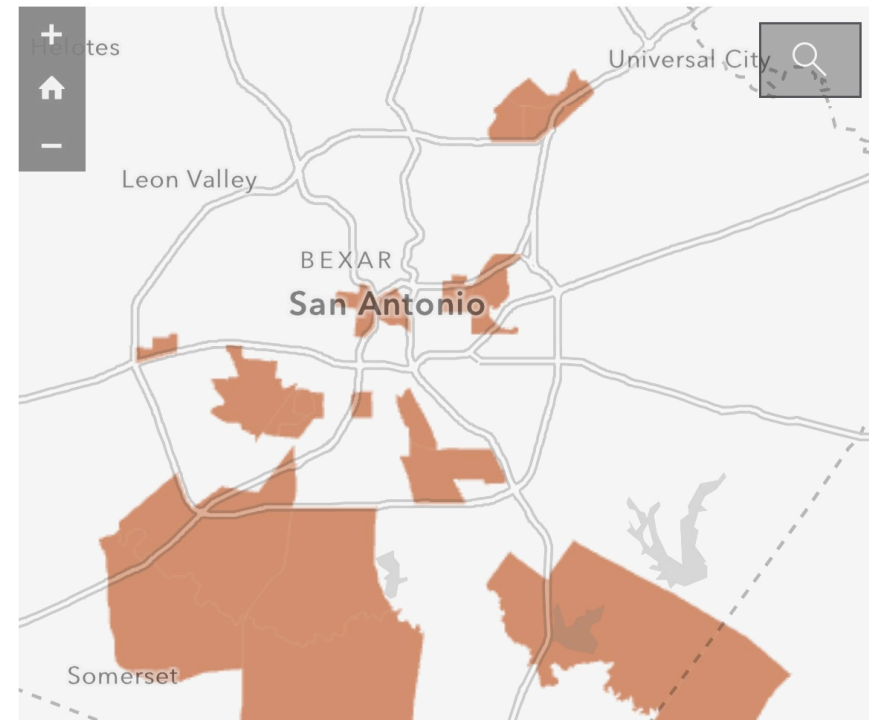 Helotes
Universal City
Leon Valley
BEXAR
San Antonio
Somerset